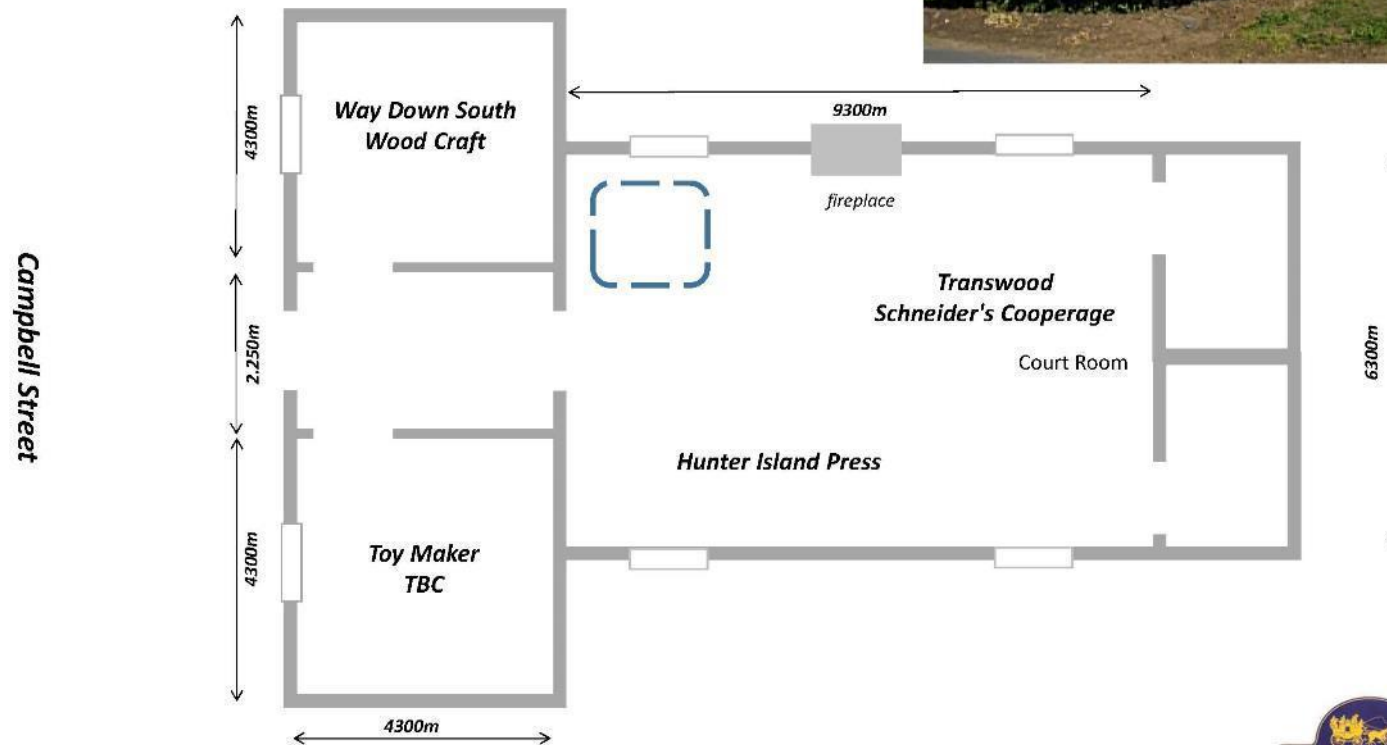 Way Down South
Wood Craft
4300m
9300m
fireplace
Transwood
Schneider's Cooperage
Court Room
2.250m
6300m
Campbell Street
Hunter Island Press
4300m
Toy Maker
TBC
4300m